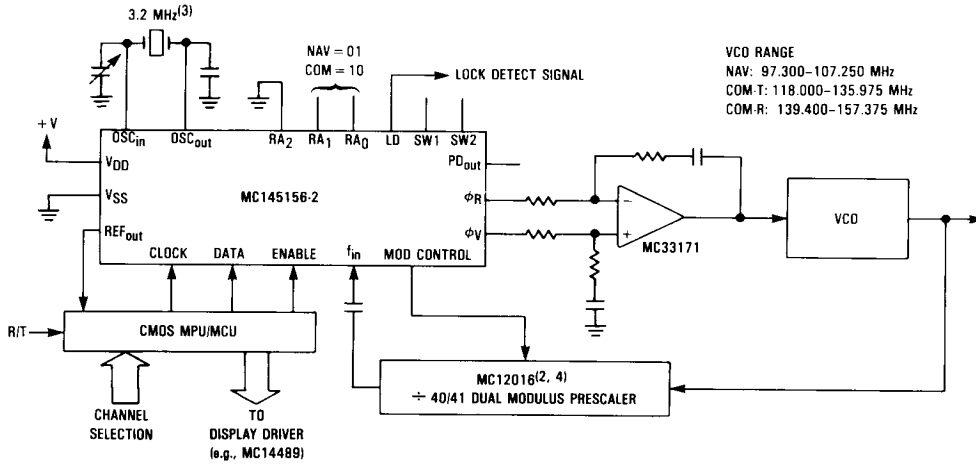 3.2 MHz(3)
NAV = 01
COM = 10
LOCK DETECT SIGNAL
VCO RANGE
NAV: 97.300–107.250 MHz
COM-T: 118.000–135.975 MHz
COM-R: 139.400–157.375 MHz
+ V
OSCin
OSCout
RA2
RA1
RA0
LD
SW1
SW2
VDD
PDout
VSS
MC145156-2
ϕR
REFout
ϕV
CLOCK
DATA
ENABLE
fin
MOD CONTROL
−
+
MC33171
VCO
R/T
CMOS MPU/MCU
MC12016(2, 4)
÷ 40/41 DUAL MODULUS PRESCALER
CHANNEL
SELECTION
TO
DISPLAY DRIVER
(e.g., MC14489)